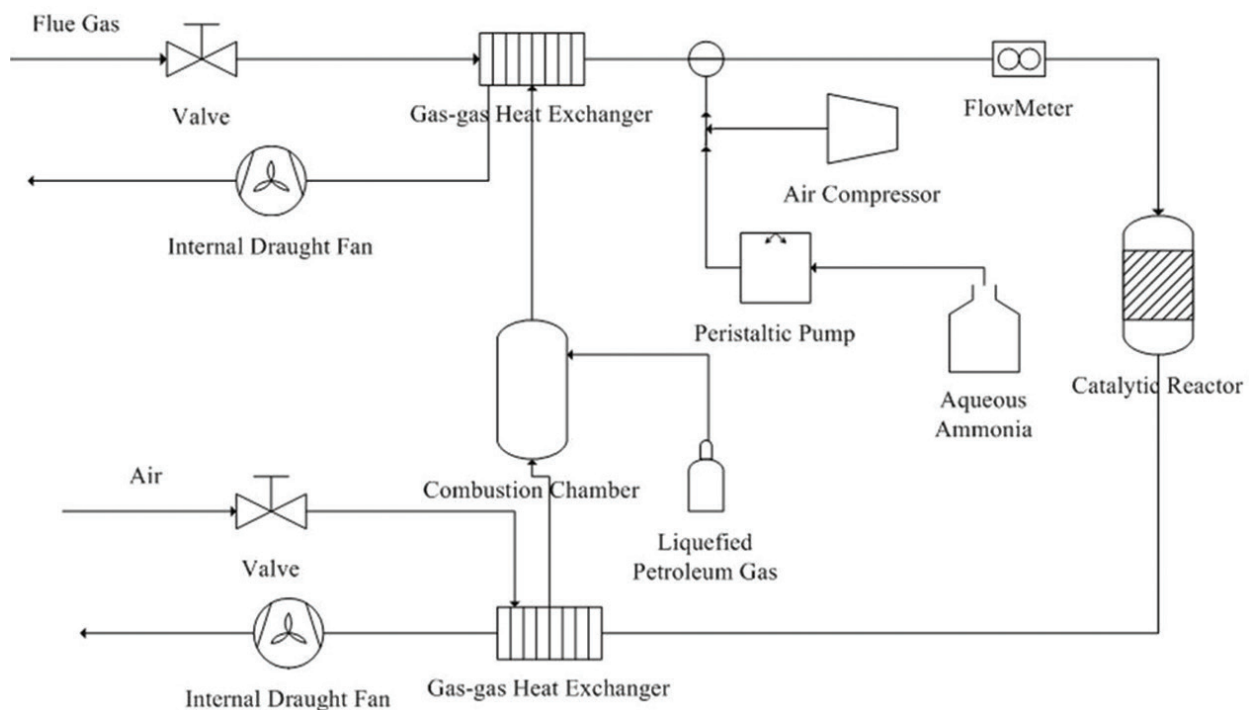 Flue Gas
Valve
Gas-gas Heat Exchanger
FlowMeter
Air Compressor
Internal Draught Fan
Peristaltic Pump
Catalytic Reactor
Aqueous
Ammonia
Air
Combustion Chamber
Liquefied
Petroleum Gas
Valve
Gas-gas Heat Exchanger
Internal Draught Fan